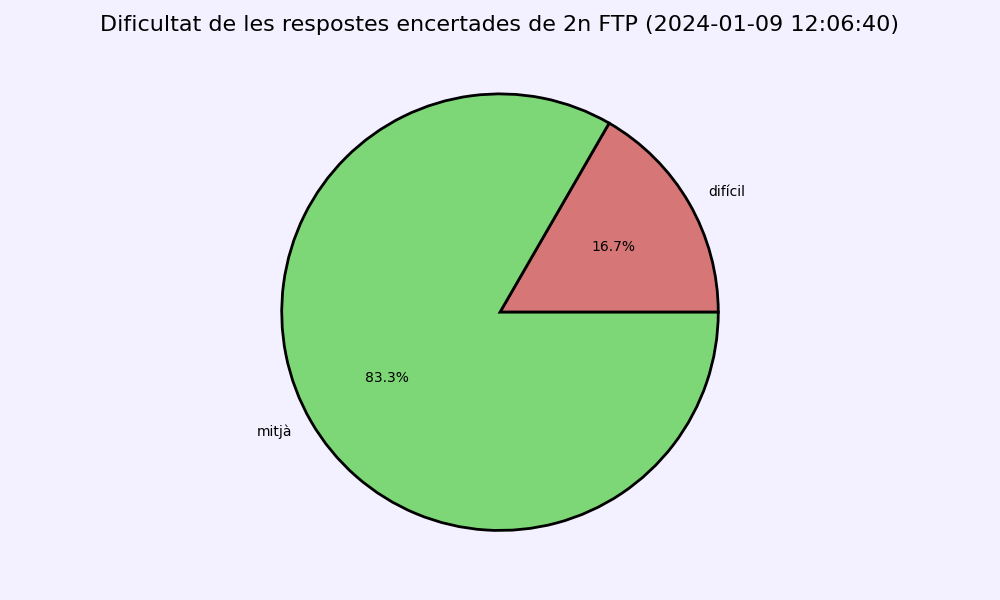 Dificultat de les respostes encertades de 2n FTP (2024-01-09 12:06:40)
difícil
16.7%
83.3%
mitjà